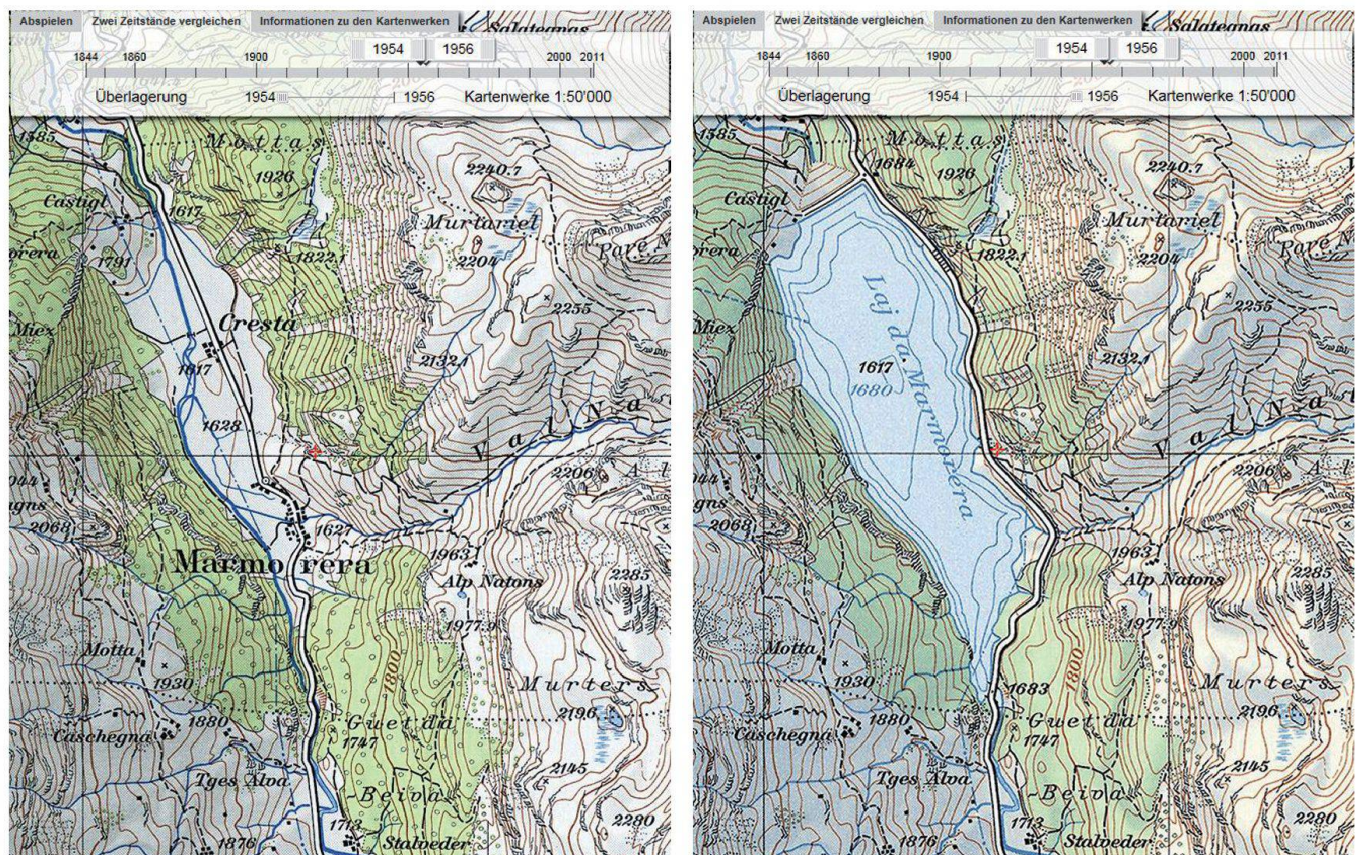 Abspielen Zwei Zeitstände vergleichen Informationen zu den Kartenwerken
Salategnas
1954 1956
1844 1860 1900 2000 2011
Überlagerung 1954 1956 Kartenwerke 1:50'000
1585
Mottas
1926
2240.7
Castigl
1617
Murtariel
1791
1822.1
2204
Parè N
2255
Cresta
Miex
2132.1
1617
1628
Val Na
2206
1627
2068
Marmorera
1963
Alp Natons
2285
1977.9
Motta
1930
1800
Murters
1880
Guet da
2196
Caschegna
1747
Tges Alva
2145
Beiva
1713
2280
1876
Stalveder
Abspielen Zwei Zeitstände vergleichen Informationen zu den Kartenwerken
Salategnas
1954 1956
1844 1860 1900 2000 2011
Überlagerung 1954 1956 Kartenwerke 1:50'000
1585
Mottas
1684
1926
2240.7
Castigl
Murtariel
1822.1
2204
Parè N
2255
Laj da Marmorera
Miex
2132.1
1617
1680
Val Na
2206
2068
1963
Alp Natons
2285
1977.9
Motta
1930
1800
1683
Murters
1880
Guet da
2196
Caschegna
1747
Tges Alva
2145
Beiva
1713
2280
1876
Stalveder